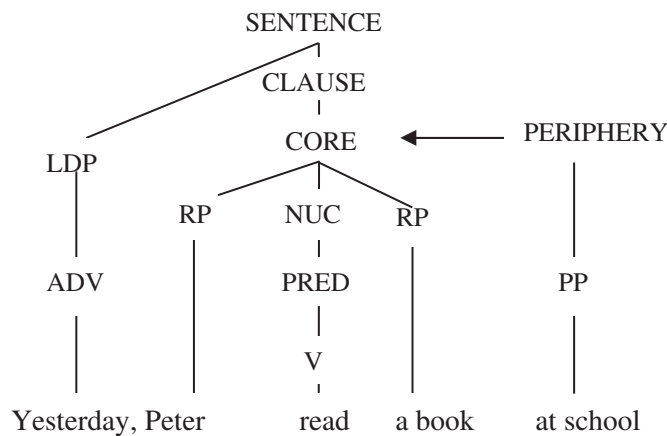 SENTENCE
CLAUSE
CORE
PERIPHERY
LDP
RP NUC RP
ADV PRED PP
V
Yesterday, Peter read a book at school